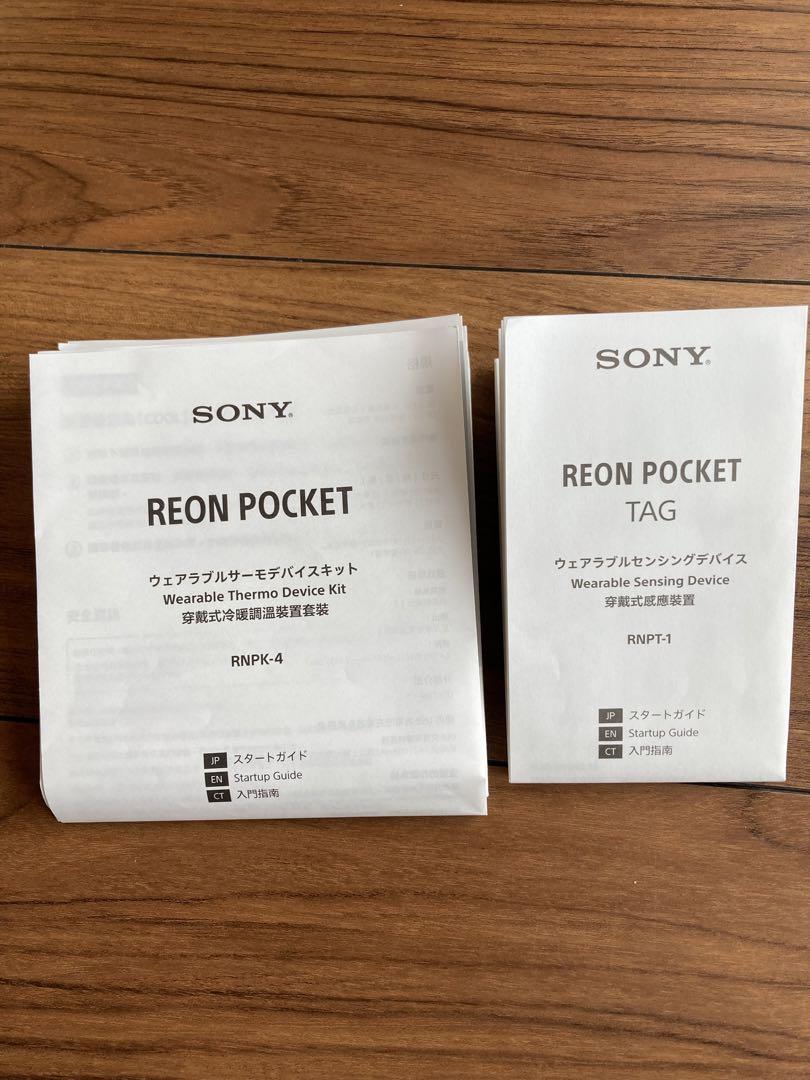 SONY®
REON POCKET
ウェアラブルサーモデバイスキット
Wearable Thermo Device Kit
穿戴式冷暖調溫裝置套裝
RNPK-4
JP スタートガイド
EN Startup Guide
CT 入門指南
SONY®
REON POCKET
TAG
ウェアラブルセンシングデバイス
Wearable Sensing Device
穿戴式感應裝置
RNPT-1
JP スタートガイド
EN Startup Guide
CT 入門指南